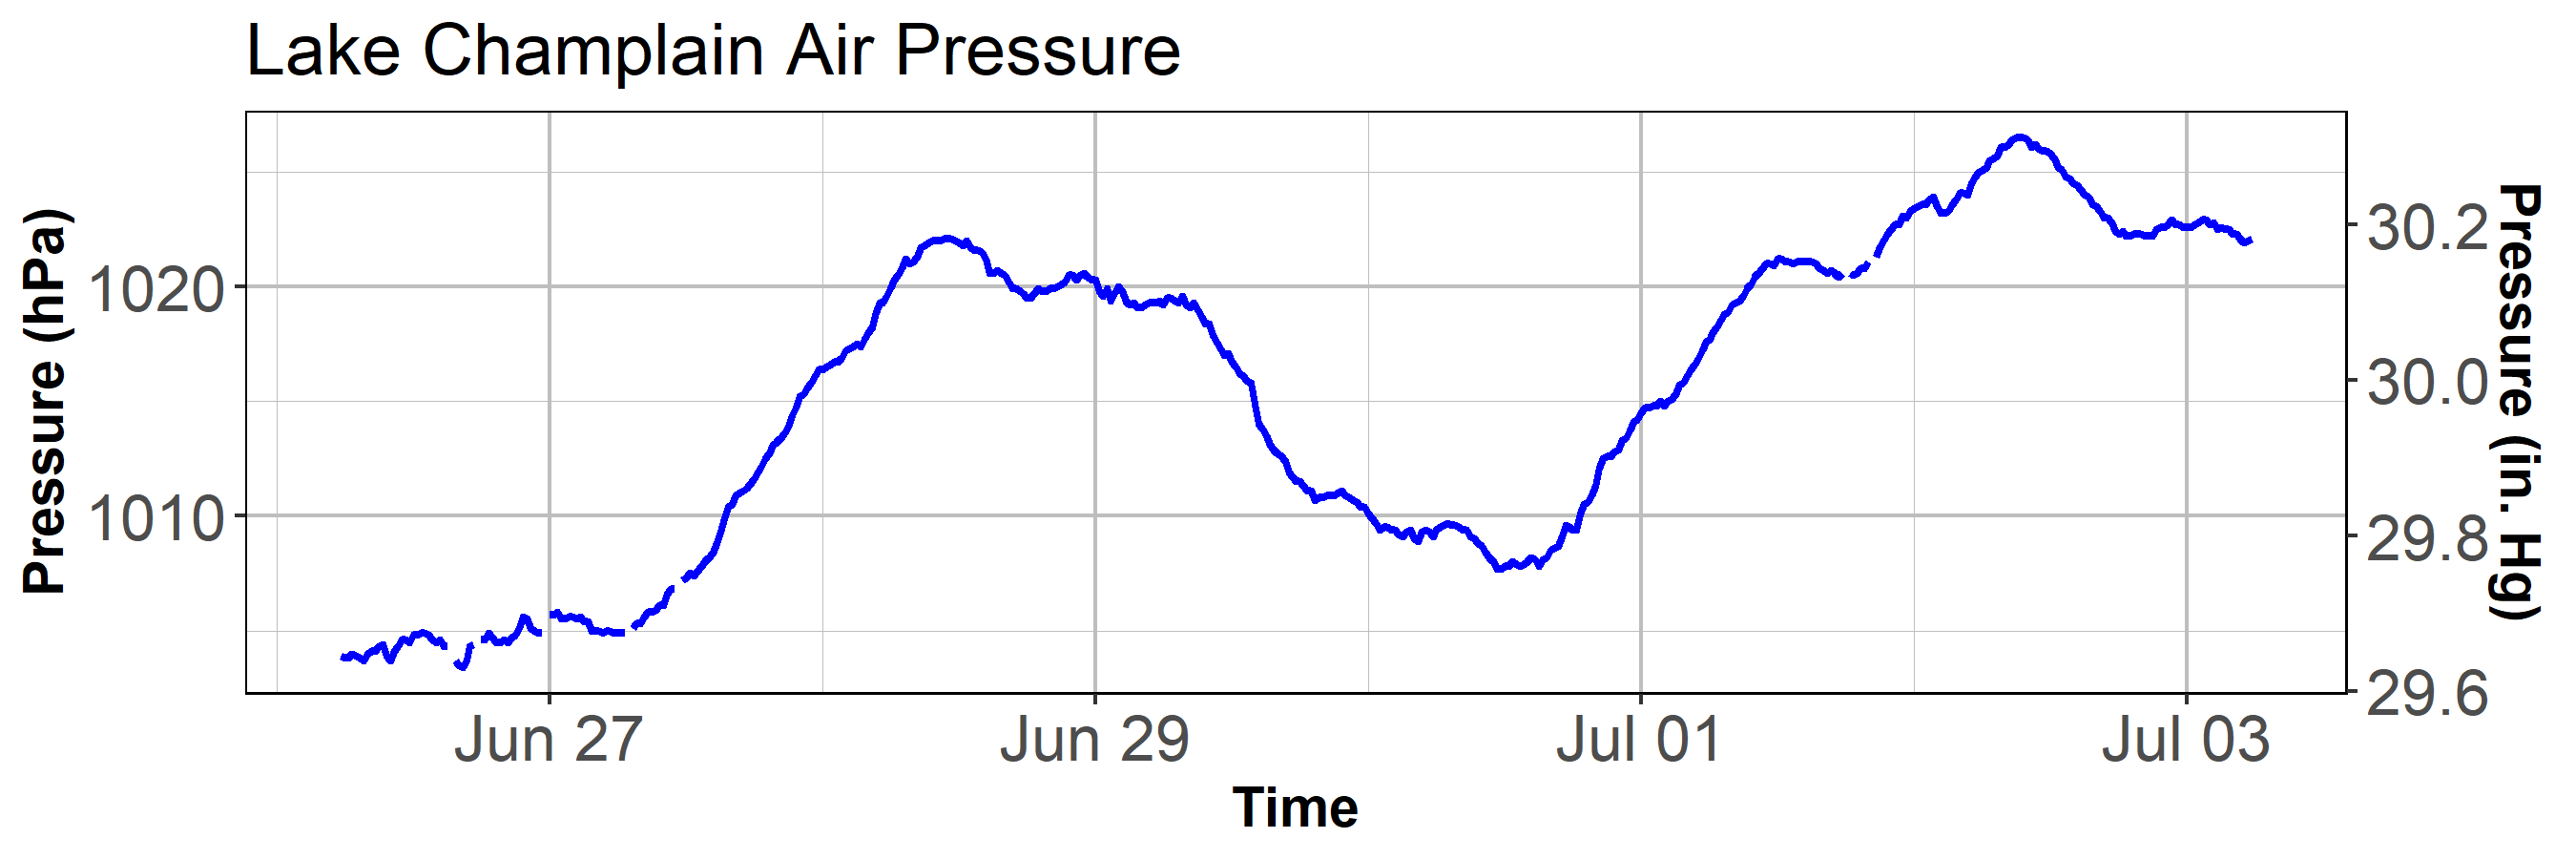 Lake Champlain Air Pressure
Pressure (hPa)
1020
1010
30.2
30.0
29.8
29.6
Pressure (in. Hg)
Jun 27
Jun 29
Jul 01
Jul 03
Time